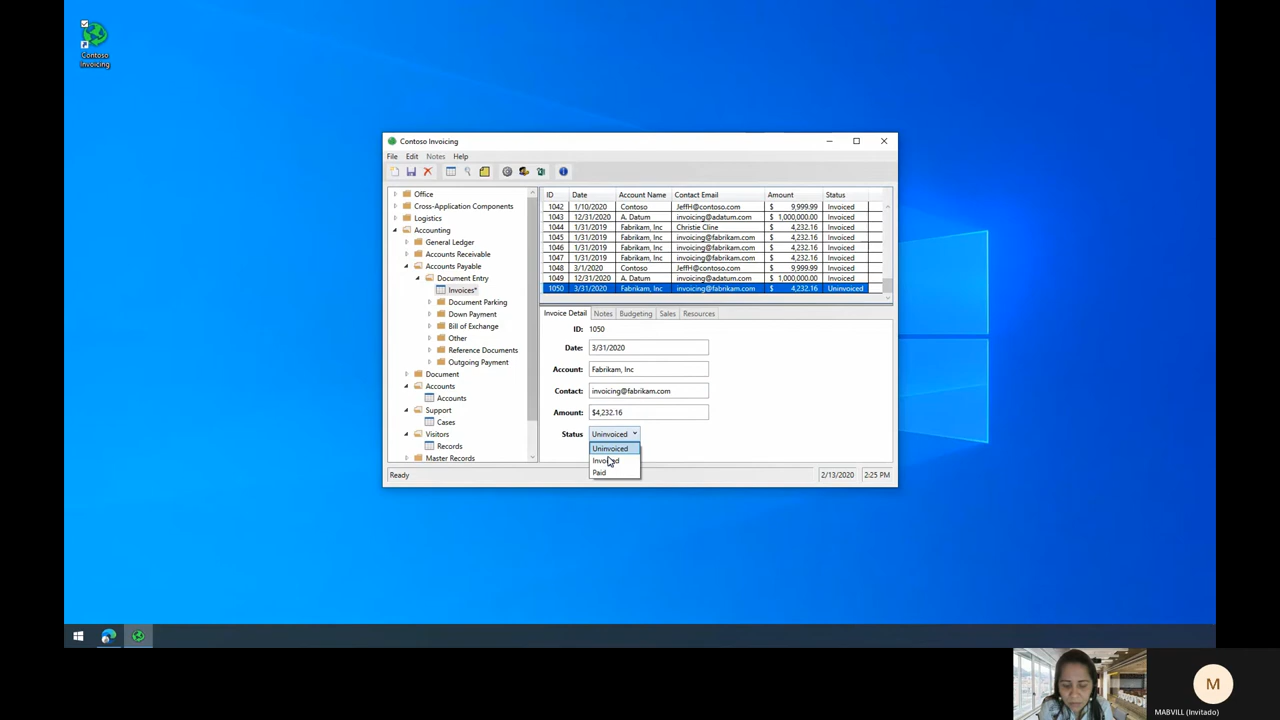 Contoso
Invoicing
Contoso Invoicing
File Edit Notes Help
Office
Cross-Application Components
Logistics
Accounting
General Ledger
Accounts Receivable
Accounts Payable
Document Entry
Invoices*
Document Parking
Down Payment
Bill of Exchange
Other
Reference Documents
Outgoing Payment
Document
Accounts
Accounts
Support
Cases
Visitors
Records
Master Records
ID Date Account Name Contact Email Amount Status
1042 1/10/2020 Contoso JeffH@contoso.com $ 9,999.99 Invoiced
1043 12/31/2020 A. Datum invoicing@adatum.com $ 1,000,000.00 Invoiced
1044 1/31/2019 Fabrikam, Inc Christie Cline $ 4,232.16 Invoiced
1045 1/31/2019 Fabrikam, Inc invoicing@fabrikam.com $ 4,232.16 Invoiced
1046 1/31/2019 Fabrikam, Inc invoicing@fabrikam.com $ 4,232.16 Invoiced
1047 1/31/2019 Fabrikam, Inc invoicing@fabrikam.com $ 4,232.16 Invoiced
1048 3/1/2020 Contoso JeffH@contoso.com $ 9,999.99 Invoiced
1049 12/31/2020 A. Datum invoicing@adatum.com $ 1,000,000.00 Invoiced
1050 3/31/2020 Fabrikam, Inc invoicing@fabrikam.com $ 4,232.16 Uninvoiced
Invoice Detail Notes Budgeting Sales Resources
ID: 1050
Date: 3/31/2020
Account: Fabrikam, Inc
Contact: invoicing@fabrikam.com
Amount: $4,232.16
Status Uninvoiced
Uninvoiced
Invoiced
Paid
Ready 2/13/2020 2:25 PM
M
MABVILL (Invitado)